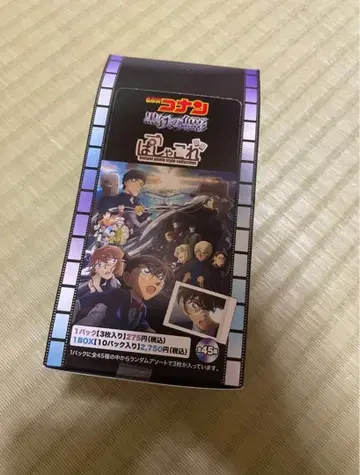 名探偵コナン
黒鉄の魚影
ぱしゃこれ
1パック【3枚入り】275円(税込)
1BOX【10パック入り】2,750円(税込)
全45種
1パックに全45種の中からランダムアソートで3枚が入っています。